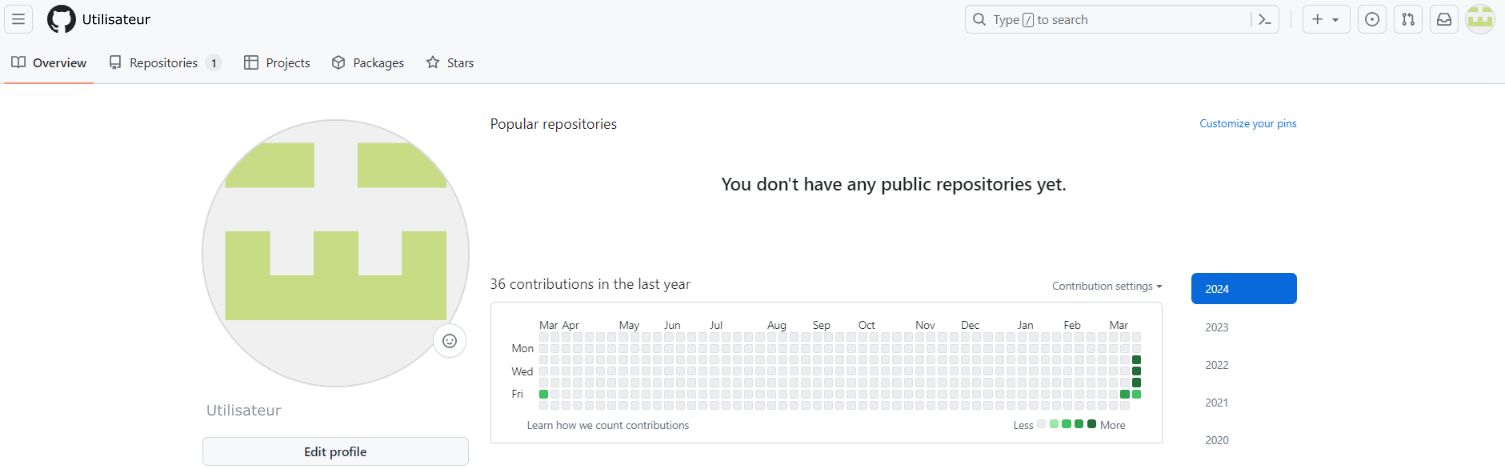 Utilisateur
Type / to search
Overview
Repositories 1
Projects
Packages
Stars
Popular repositories
Customize your pins
You don't have any public repositories yet.
36 contributions in the last year
Contribution settings
2024
2023
2022
2021
2020
Mar Apr May Jun Jul Aug Sep Oct Nov Dec Jan Feb Mar
Mon
Wed
Fri
Learn how we count contributions
Less More
Utilisateur
Edit profile